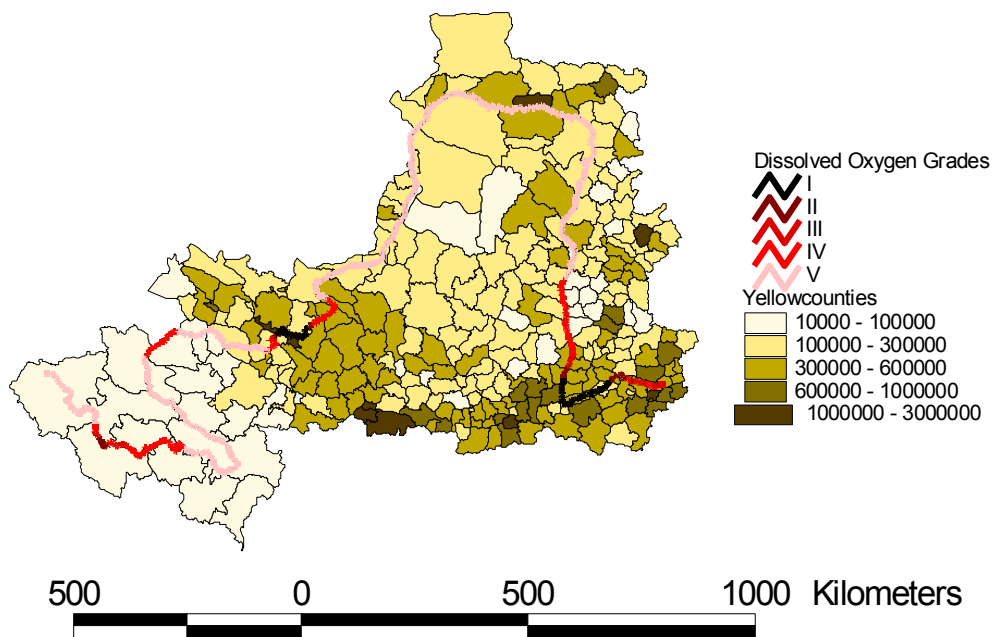 Dissolved Oxygen Grades
I
II
III
IV
V
Yellowcounties
10000 - 100000
100000 - 300000
300000 - 600000
600000 - 1000000
1000000 - 3000000
500 0 500 1000 Kilometers